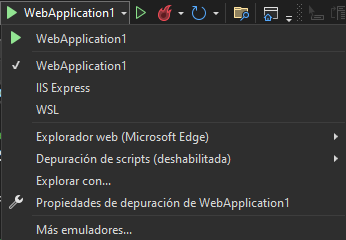 WebApplication1
WebApplication1
WebApplication1
IIS Express
WSL
Explorador web (Microsoft Edge)
Depuración de scripts (deshabilitada)
Explorar con...
Propiedades de depuración de WebApplication1
Más emuladores...